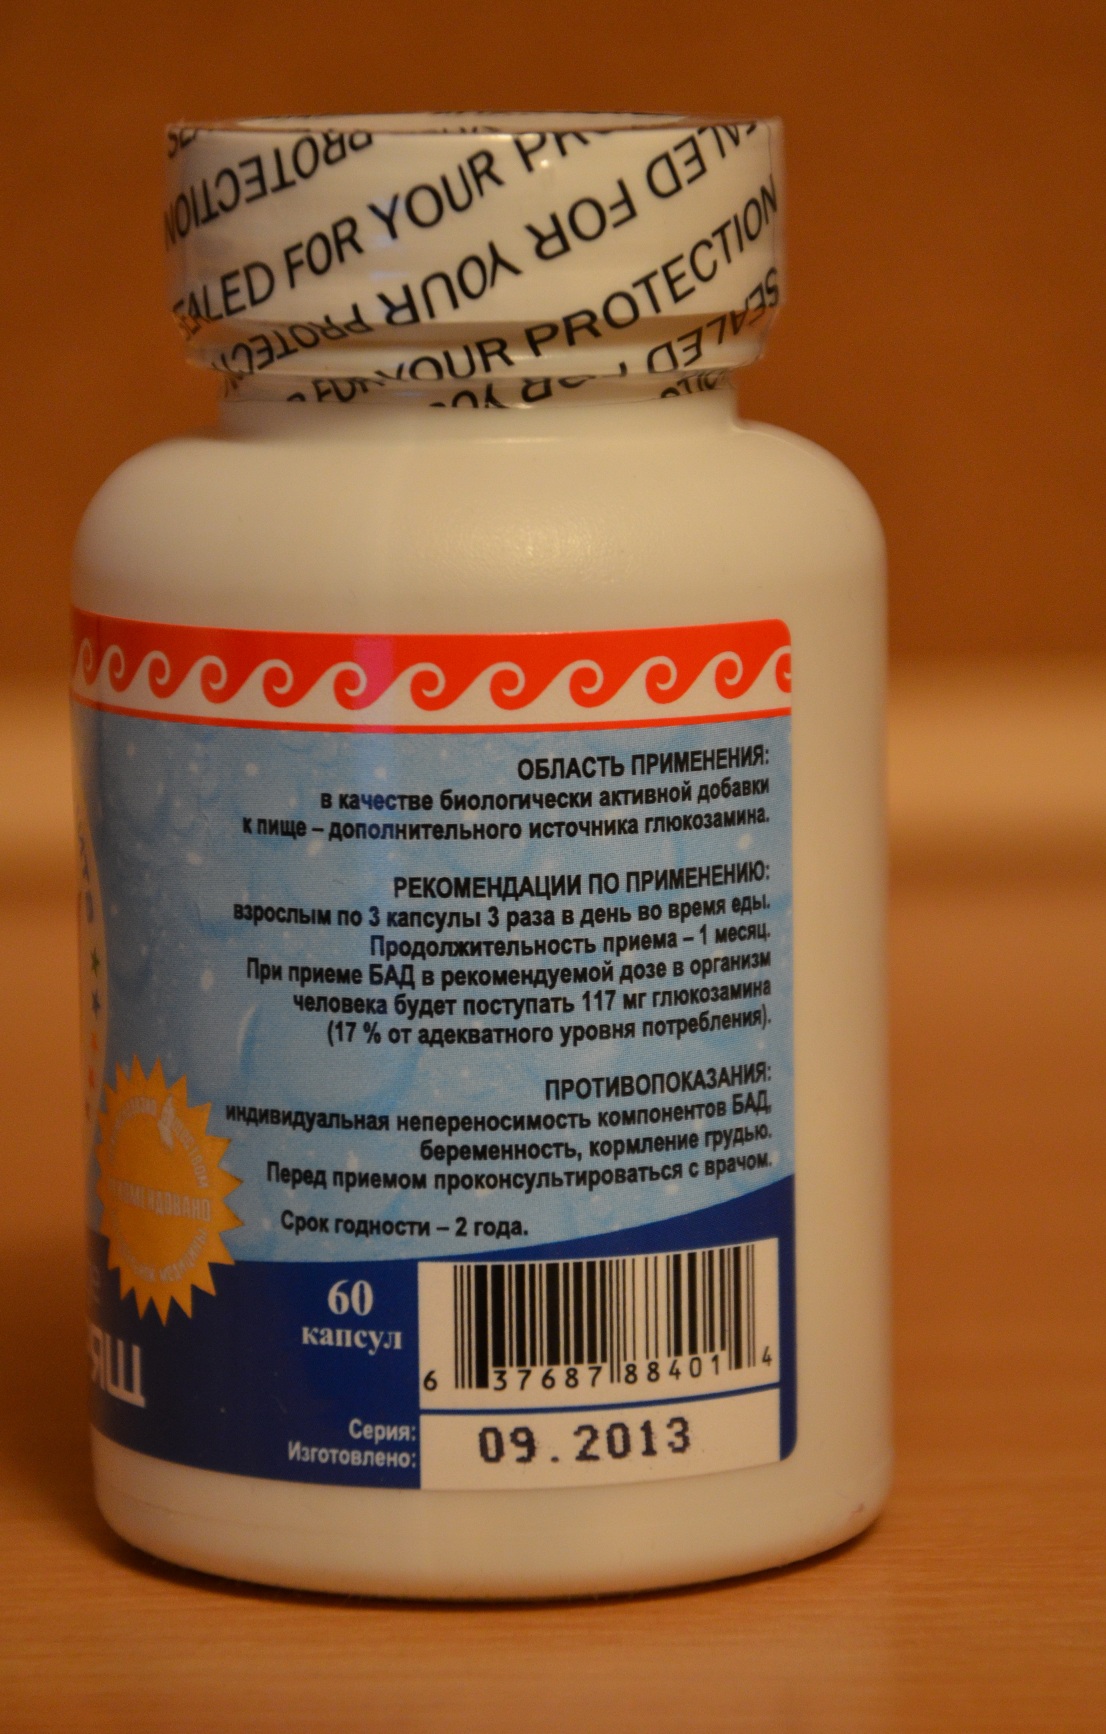 PROTECTION
SEALED FOR YOUR
SEALED FOR YOUR
YOUR PROTECTION
SEALED
ОБЛАСТЬ ПРИМЕНЕНИЯ:
в качестве биологически активной добавки
к пище – дополнительного источника глюкозамина.
РЕКОМЕНДАЦИИ ПО ПРИМЕНЕНИЮ:
взрослым по 3 капсулы 3 раза в день во время еды.
Продолжительность приема – 1 месяц.
При приеме БАД в рекомендуемой дозе в организм
человека будет поступать 117 мг глюкозамина
(17 % от адекватного уровня потребления).
ПРОТИВОПОКАЗАНИЯ:
индивидуальная непереносимость компонентов БАД,
беременность, кормление грудью.
Перед приемом проконсультироваться с врачом.
Срок годности – 2 года.
60
капсул
6 37687 88401 4
Серия:
Изготовлено:
09.2013